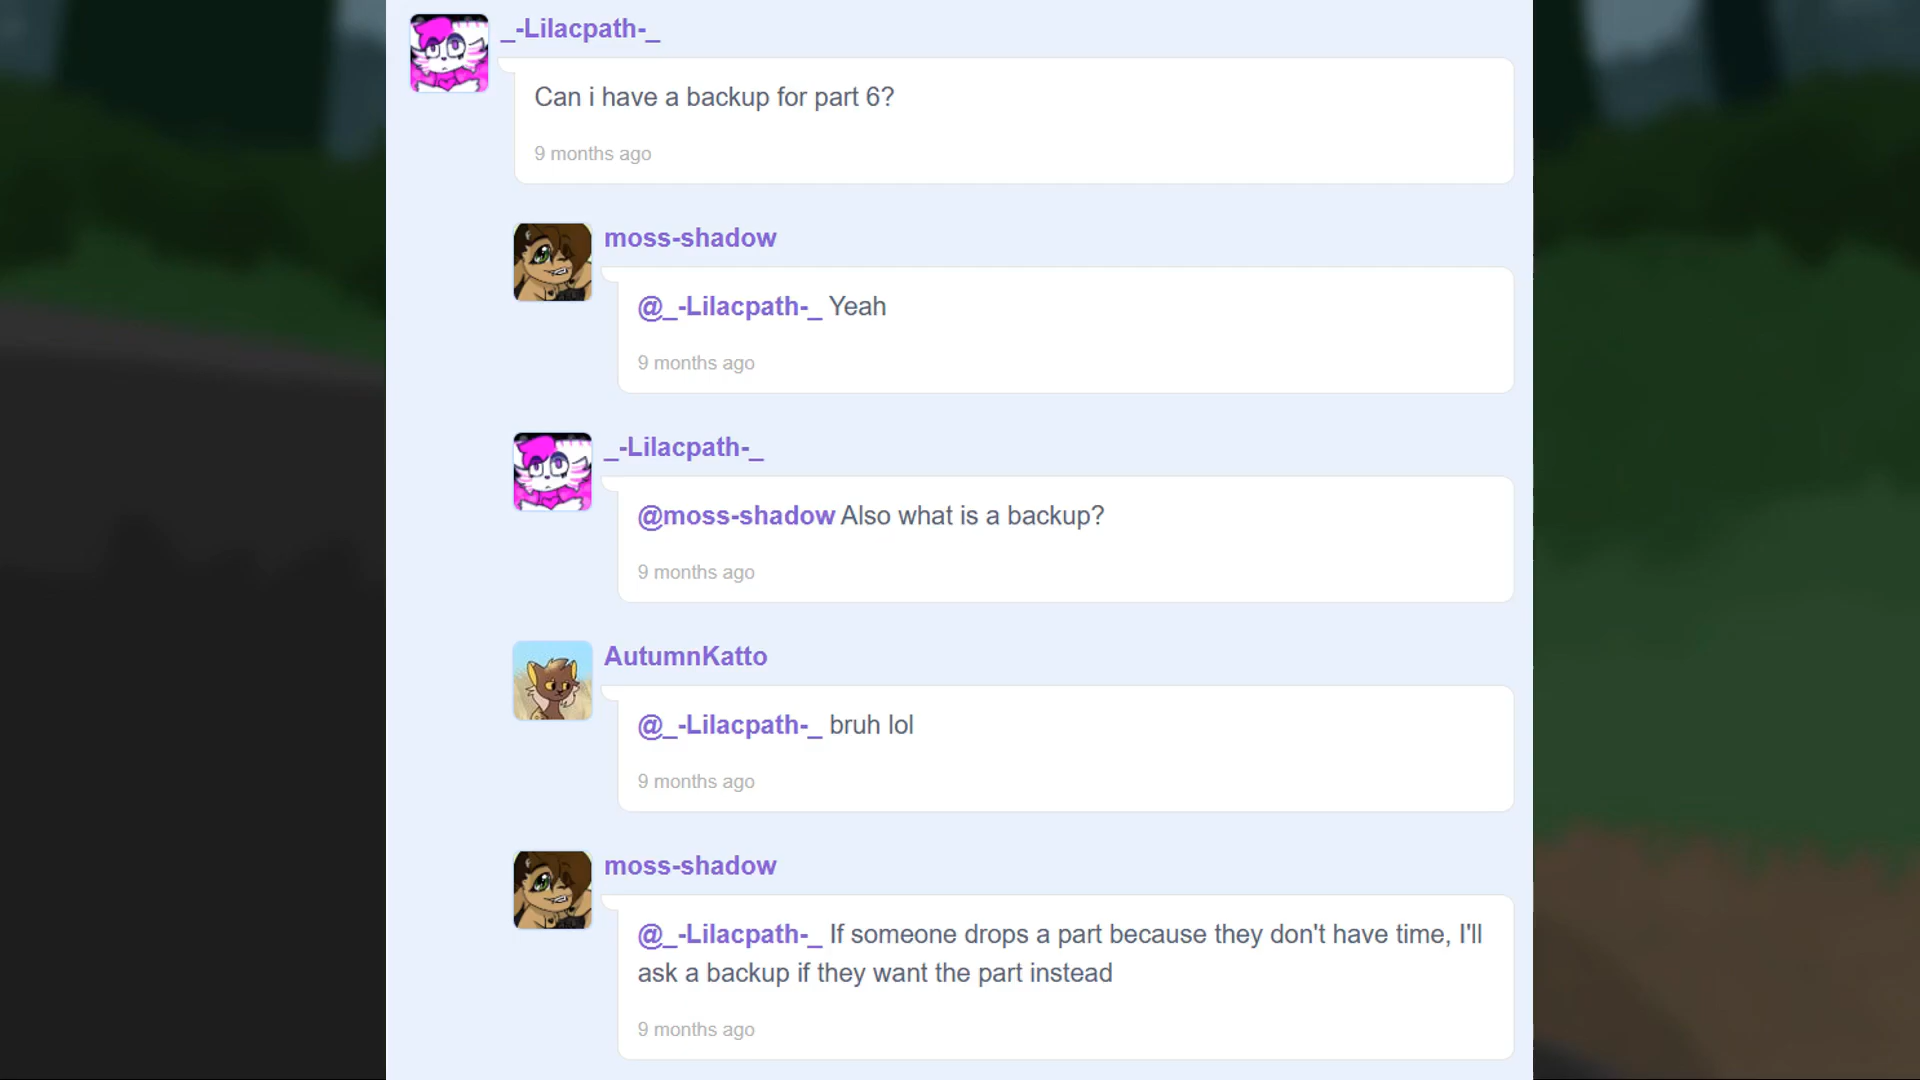 _-Lilacpath-_
Can i have a backup for part 6?
9 months ago
moss-shadow
@_-Lilacpath-_ Yeah
9 months ago
_-Lilacpath-_
@moss-shadow Also what is a backup?
9 months ago
AutumnKatto
@_-Lilacpath-_ bruh lol
9 months ago
moss-shadow
@_-Lilacpath-_ If someone drops a part because they don't have time, I'll
ask a backup if they want the part instead
9 months ago